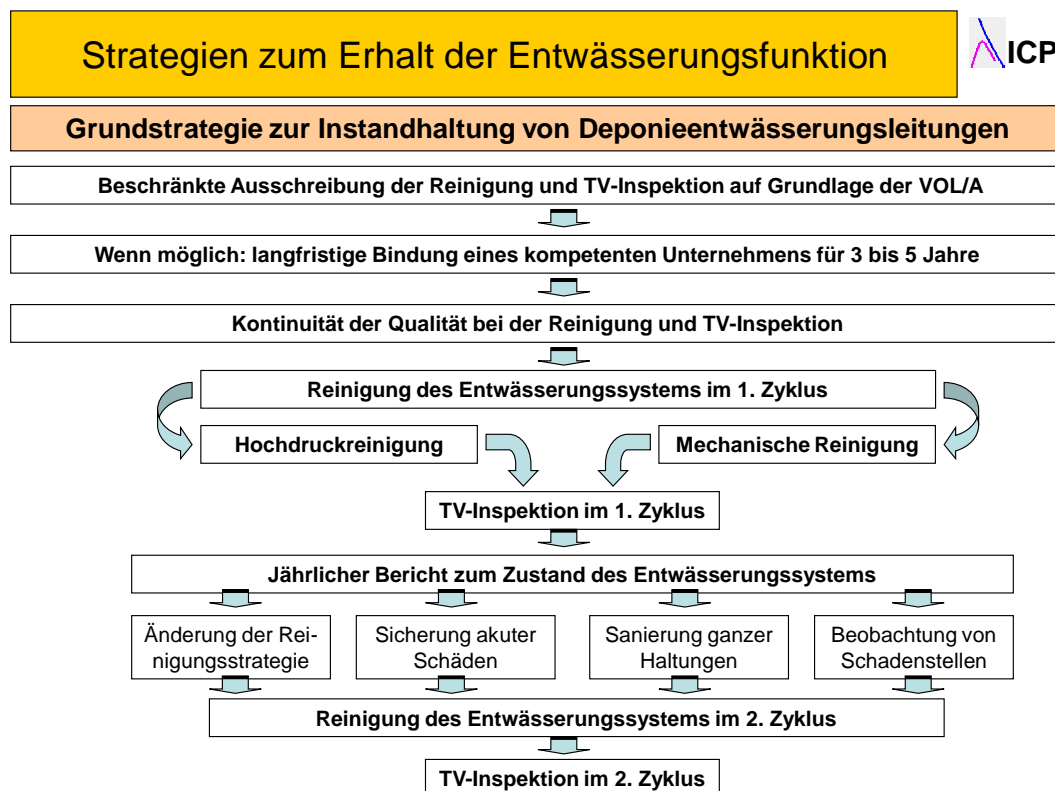 Strategien zum Erhalt der Entwässerungsfunktion
ICP
Grundstrategie zur Instandhaltung von Deponieentwässerungsleitungen
Beschränkte Ausschreibung der Reinigung und TV-Inspektion auf Grundlage der VOL/A
Wenn möglich: langfristige Bindung eines kompetenten Unternehmens für 3 bis 5 Jahre
Kontinuität der Qualität bei der Reinigung und TV-Inspektion
Reinigung des Entwässerungssystems im 1. Zyklus
Hochdruckreinigung
Mechanische Reinigung
TV-Inspektion im 1. Zyklus
Jährlicher Bericht zum Zustand des Entwässerungssystems
Änderung der Rei-
nigungsstrategie
Sicherung akuter
Schäden
Sanierung ganzer
Haltungen
Beobachtung von
Schadenstellen
Reinigung des Entwässerungssystems im 2. Zyklus
TV-Inspektion im 2. Zyklus